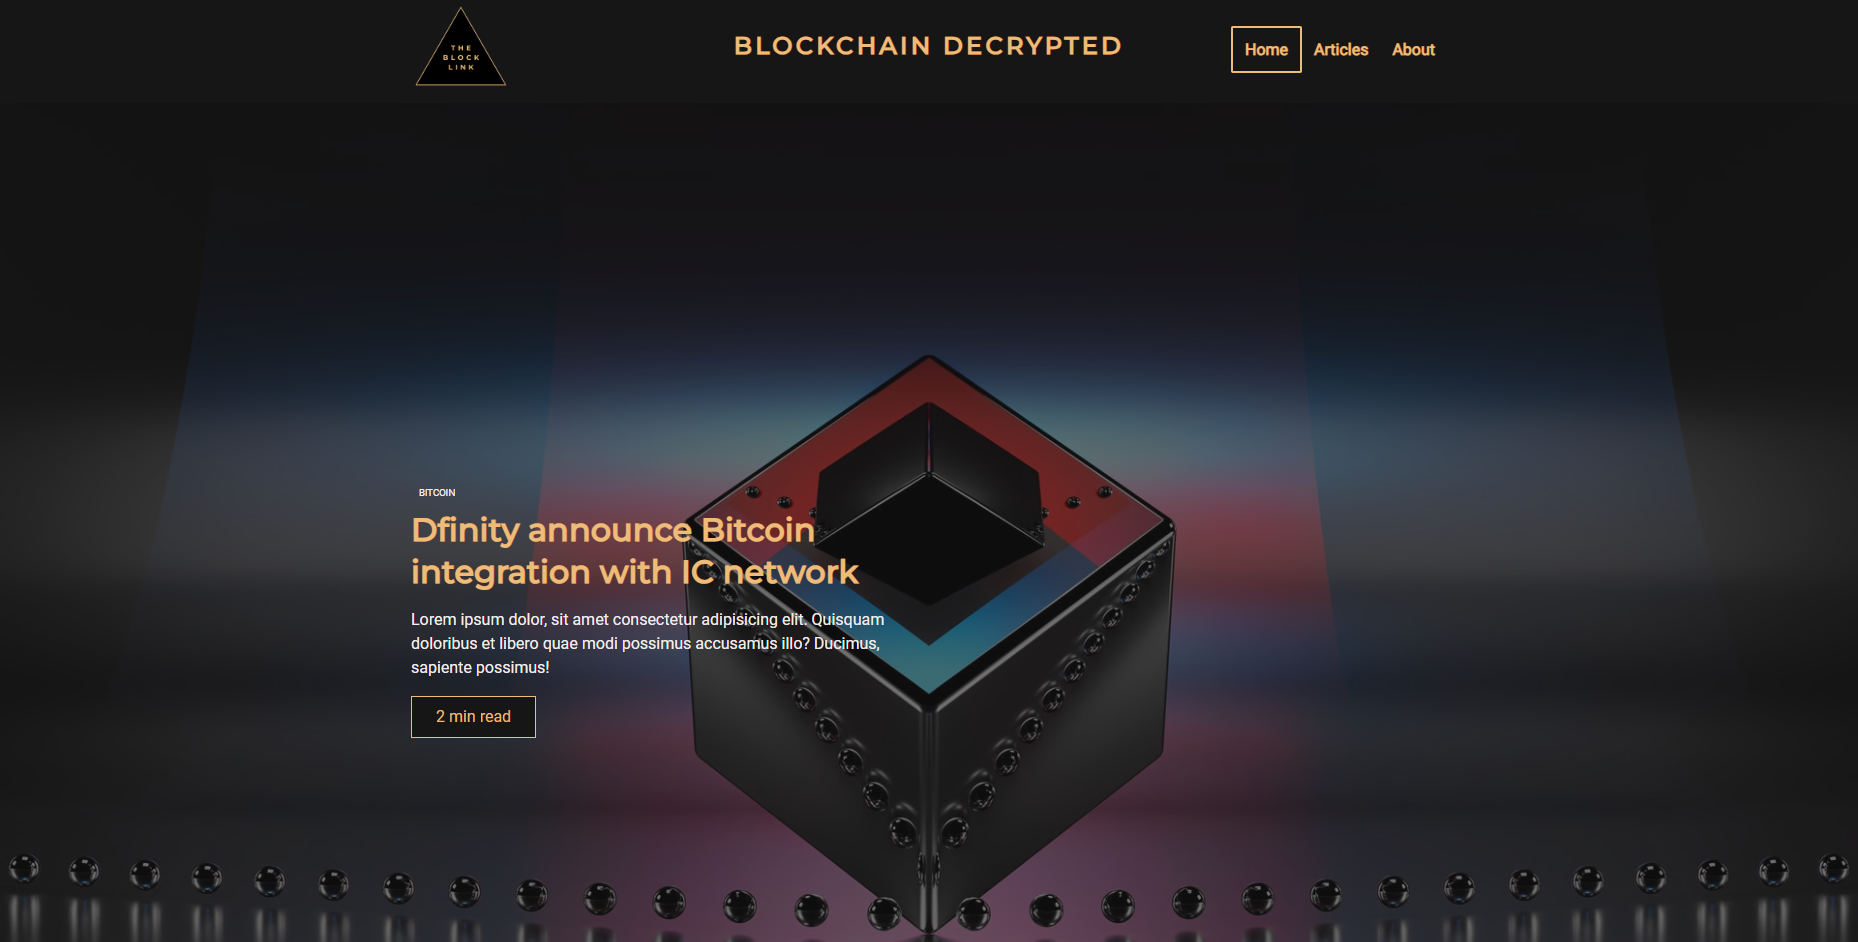 THE
BLOCK
LINK
BLOCKCHAIN DECRYPTED
Home Articles About
BITCOIN
Dfinity announce Bitcoin
integration with IC network
Lorem ipsum dolor, sit amet consectetur adipisicing elit. Quisquam
doloribus et libero quae modi possimus accusamus illo? Ducimus,
sapiente possimus!
2 min read